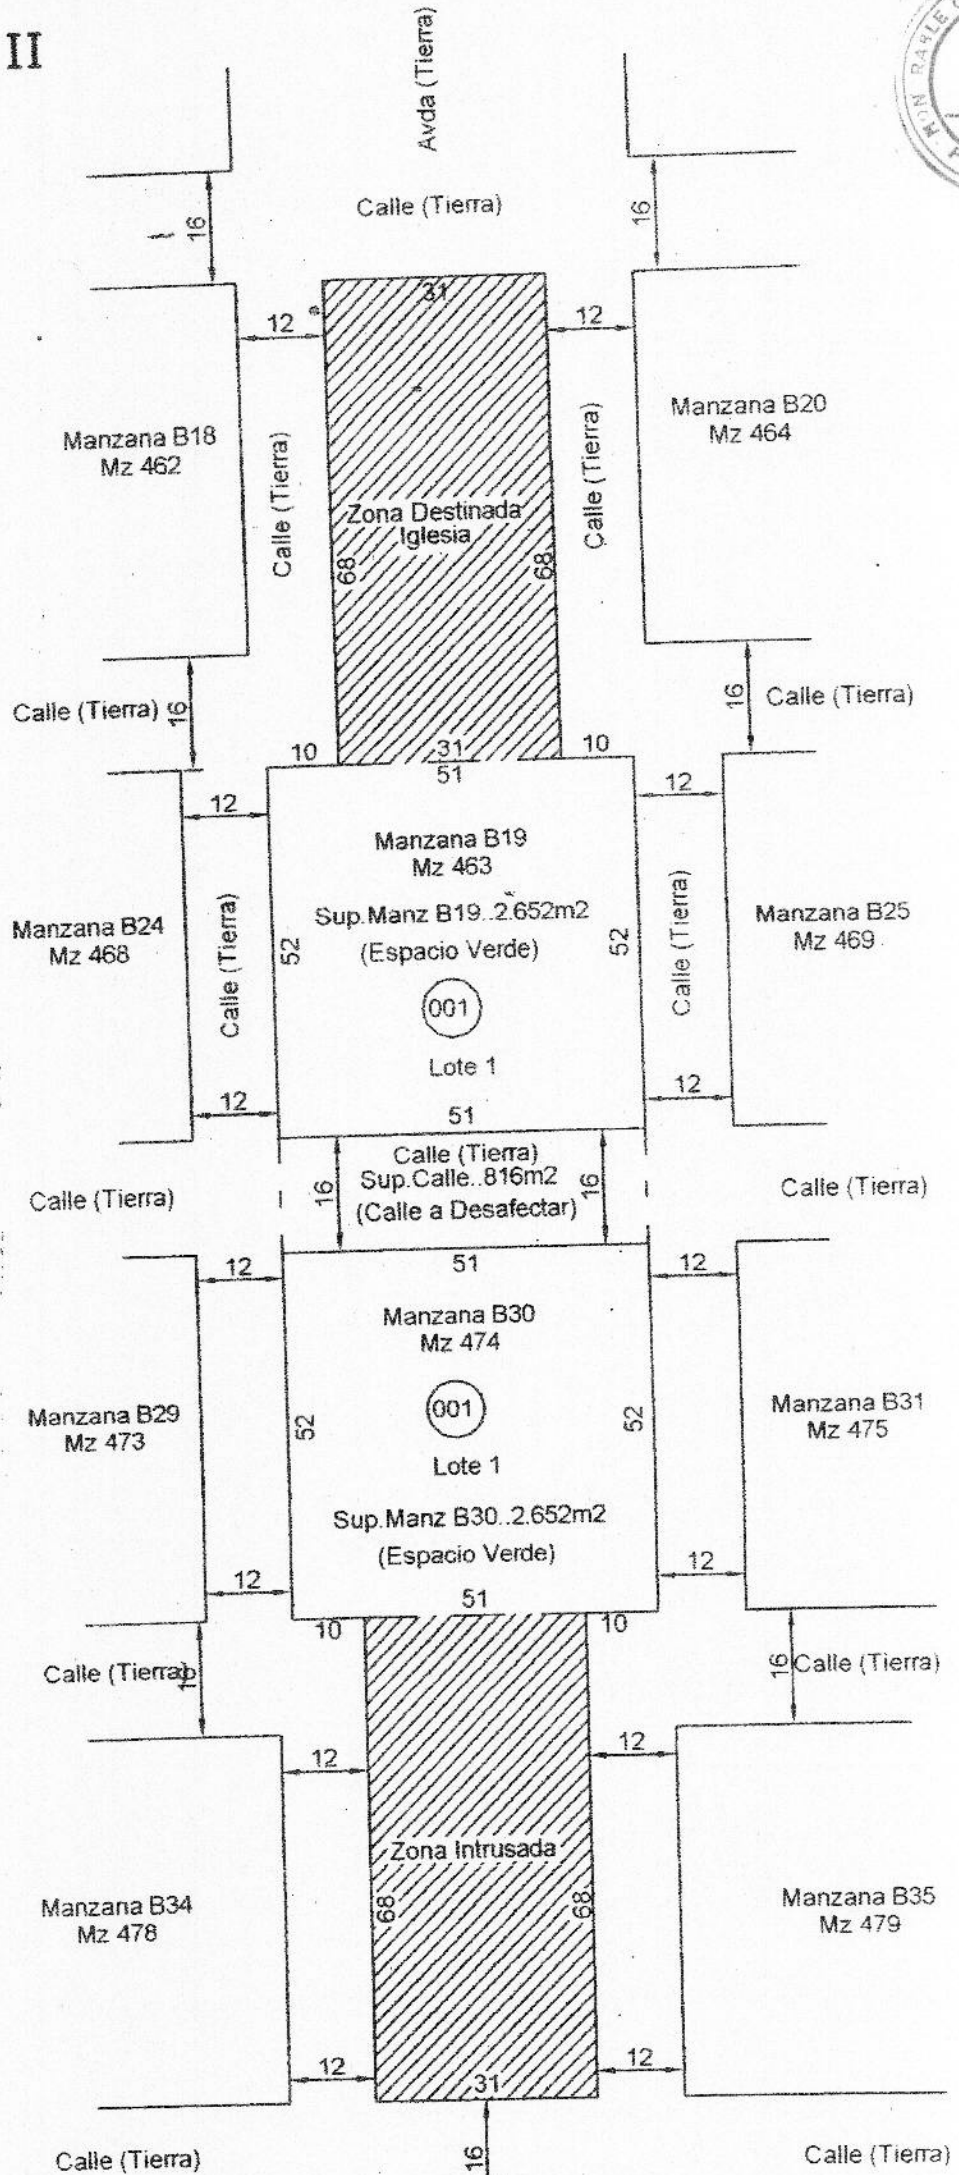 II
Avda (Tierra)
Calle (Tierra)
16
16
31
12
12
Manzana B18
Mz 462
Manzana B20
Mz 464
Calle (Tierra)
Calle (Tierra)
Zona Destinada
Iglesia
68
68
Calle (Tierra)
16
16
Calle (Tierra)
10
31
10
51
12
12
Manzana B19
Mz 463
Sup.Manz B19..2.652m2
(Espacio Verde)
Manzana B24
Mz 468
Calle (Tierra)
52
52
Calle (Tierra)
Manzana B25
Mz 469
001
Lote 1
12
51
12
Calle (Tierra)
Calle (Tierra)
Sup.Calle..816m2
(Calle a Desafectar)
16
16
Calle (Tierra)
12
51
12
Manzana B30
Mz 474
Manzana B29
Mz 473
52
001
52
Manzana B31
Mz 475
Lote 1
Sup.Manz B30..2.652m2
(Espacio Verde)
12
51
12
10
10
Calle (Tierra)
16
16
Calle (Tierra)
12
12
Zona Intrusada
Manzana B34
Mz 478
68
68
Manzana B35
Mz 479
12
31
12
Calle (Tierra)
16
Calle (Tierra)